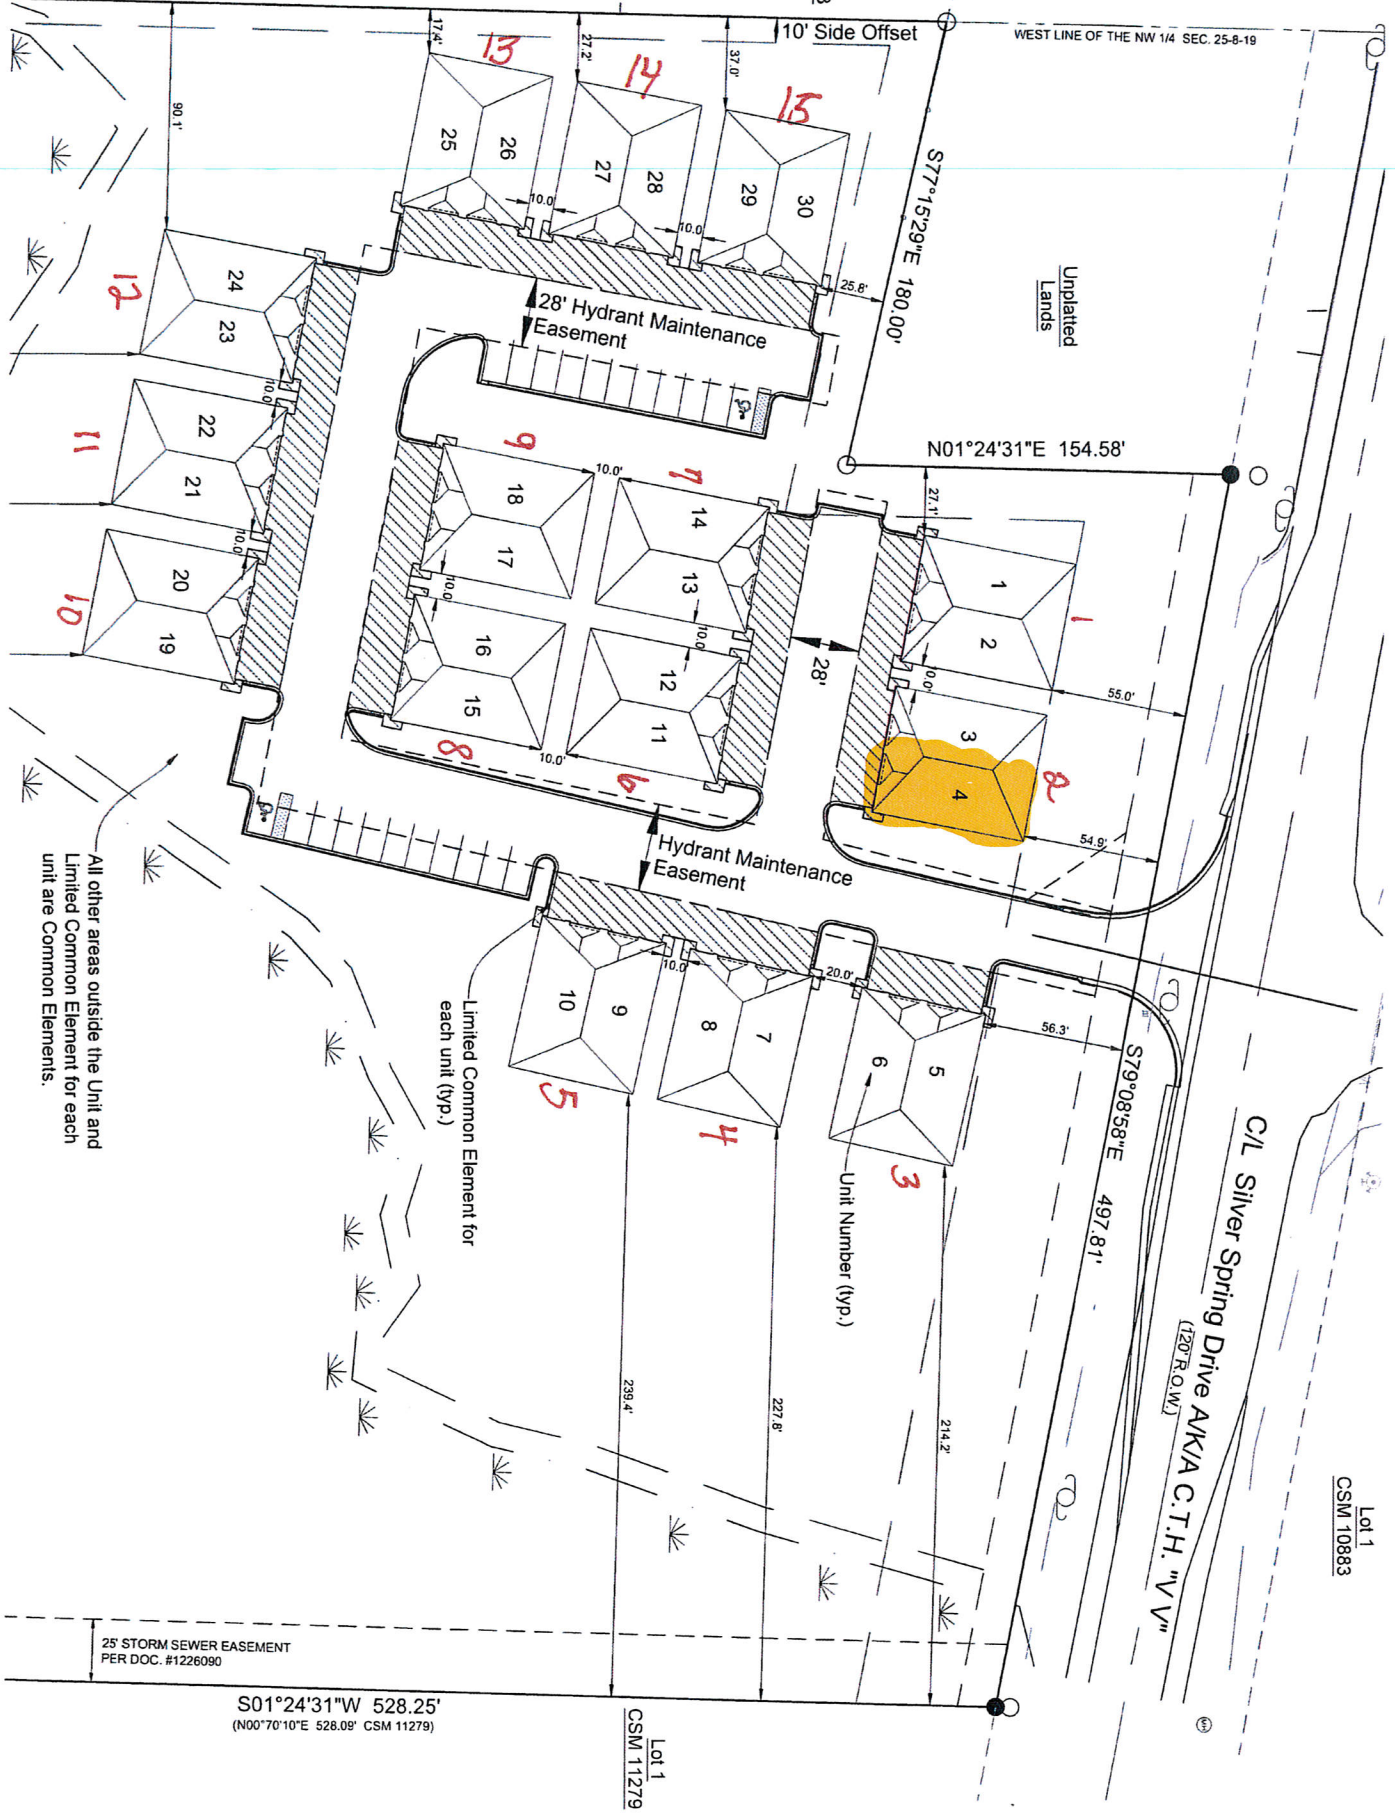 10' Side Offset
WEST LINE OF THE NW 1/4 SEC. 25-8-19
17.4'
27.2'
37.0'
90.1'
13
14
15
25
26
27
28
29
30
10.0'
10.0'
25.8'
S77°15'29"E 180.00'
Unplatted
Lands
28' Hydrant Maintenance
Easement
N01°24'31"E 154.58'
27.1'
12
24
23
10.0'
11
22
21
10.0'
10
20
19
9
18
17
10.0'
10.0'
7
14
13
10.0'
16
15
8
10.0'
12
11
6
28'
1
2
1
10.0'
55.0'
3
4
2
54.9'
Hydrant Maintenance
Easement
10
9
5
10.0'
8
7
4
20.0'
6
5
3
56.3'
S79°08'58"E 497.81'
C/L Silver Spring Drive A/K/A C.T.H. "V V"
(120' R.O.W.)
Unit Number (typ.)
Limited Common Element for
each unit (typ.)
All other areas outside the Unit and
Limited Common Element for each
unit are Common Elements.
239.4'
227.8'
214.2'
Lot 1
CSM 10883
25' STORM SEWER EASEMENT
PER DOC. #1226090
S01°24'31"W 528.25'
(N00°70'10"E 528.09' CSM 11279)
Lot 1
CSM 11279